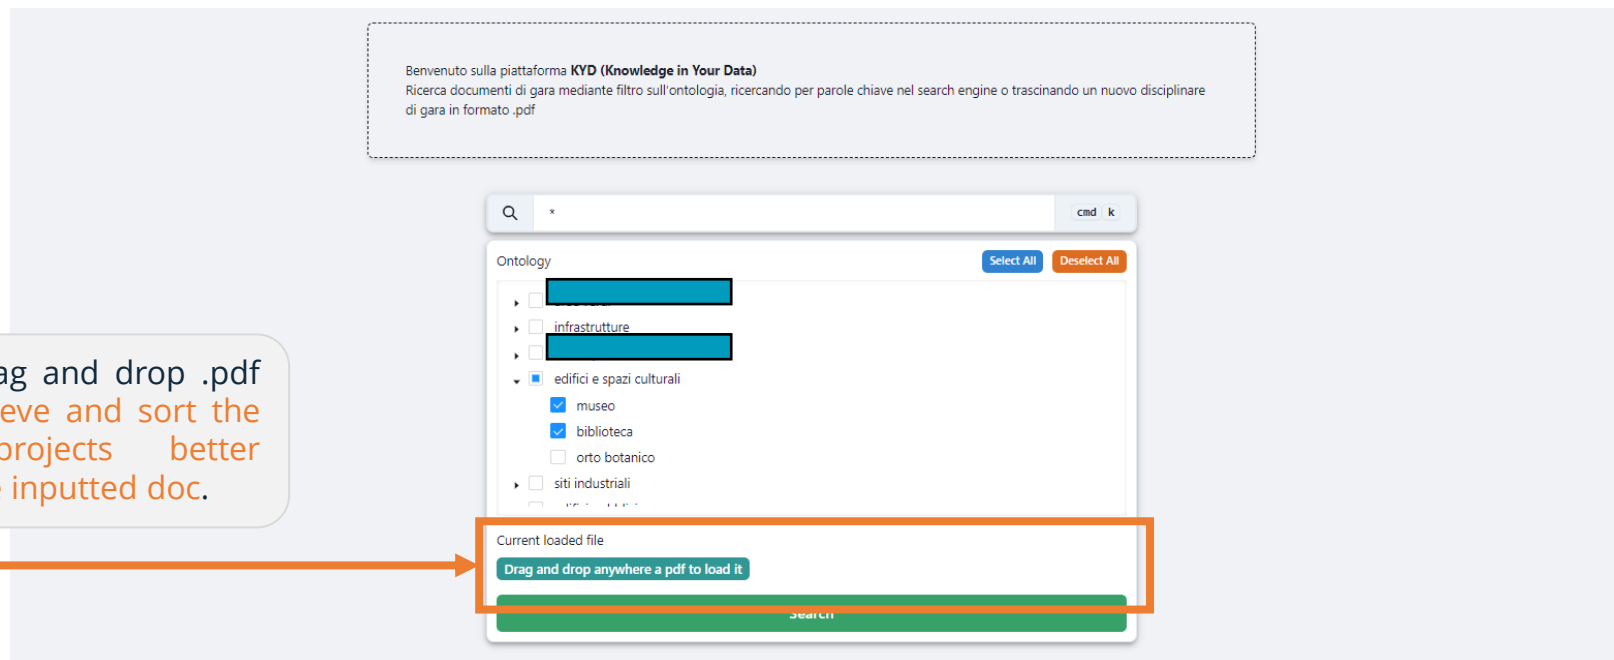 Benvenuto sulla piattaforma KYD (Knowledge in Your Data)
Ricerca documenti di gara mediante filtro sull'ontologia, ricercando per parole chiave nel search engine o trascinando un nuovo disciplinare
di gara in formato .pdf
* cmd k
Ontology Select All Deselect All
infrastrutture
edifici e spazi culturali
museo
biblioteca
orto botanico
siti industriali
and drop .pdf
and sort the
projects better
inputted doc.
Current loaded file
Drag and drop anywhere a pdf to load it
Search